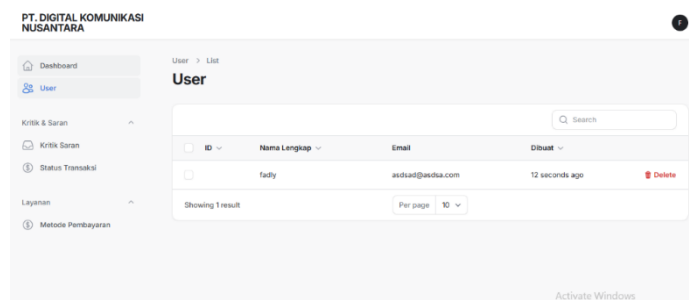 PT. DIGITAL KOMUNIKASI
NUSANTARA
F
Dashboard
User
Kritik & Saran
Kritik Saran
Status Transaksi
Layanan
Metode Pembayaran
User > List
User
Search
ID Nama Lengkap Email Dibuat
fadly asdsad@asdsa.com 12 seconds ago Delete
Showing 1 result Per page 10
Activate Windows